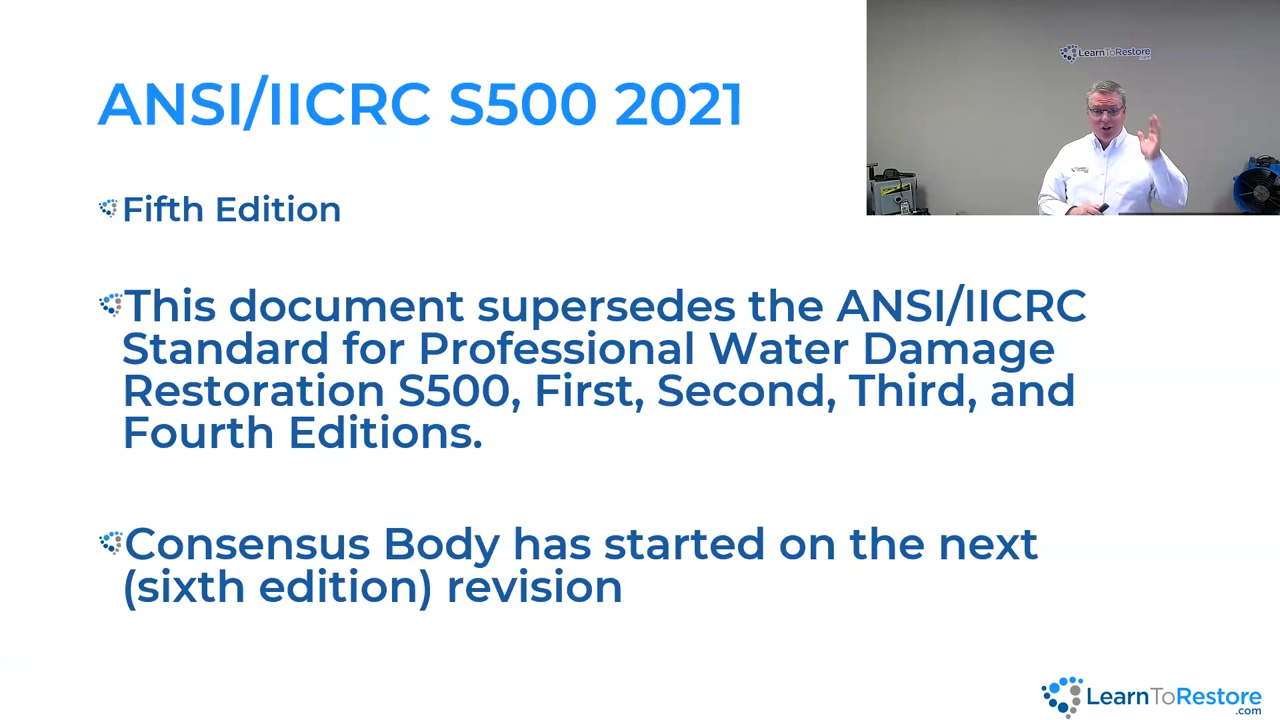 ANSI/IICRC S500 2021
LearnToRestore
Fifth Edition
This document supersedes the ANSI/IICRC
Standard for Professional Water Damage
Restoration S500, First, Second, Third, and
Fourth Editions.
Consensus Body has started on the next
(sixth edition) revision
LearnToRestore
.com